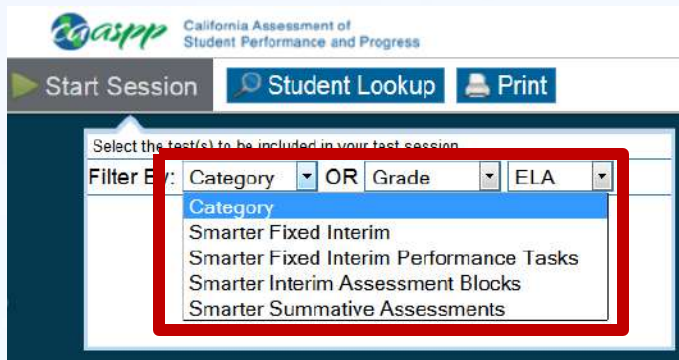 caaspp California Assessment of
Student Performance and Progress
Start Session Student Lookup Print
Select the test(s) to be included in your test session
Filter By: Category OR Grade ELA
Category
Smarter Fixed Interim
Smarter Fixed Interim Performance Tasks
Smarter Interim Assessment Blocks
Smarter Summative Assessments